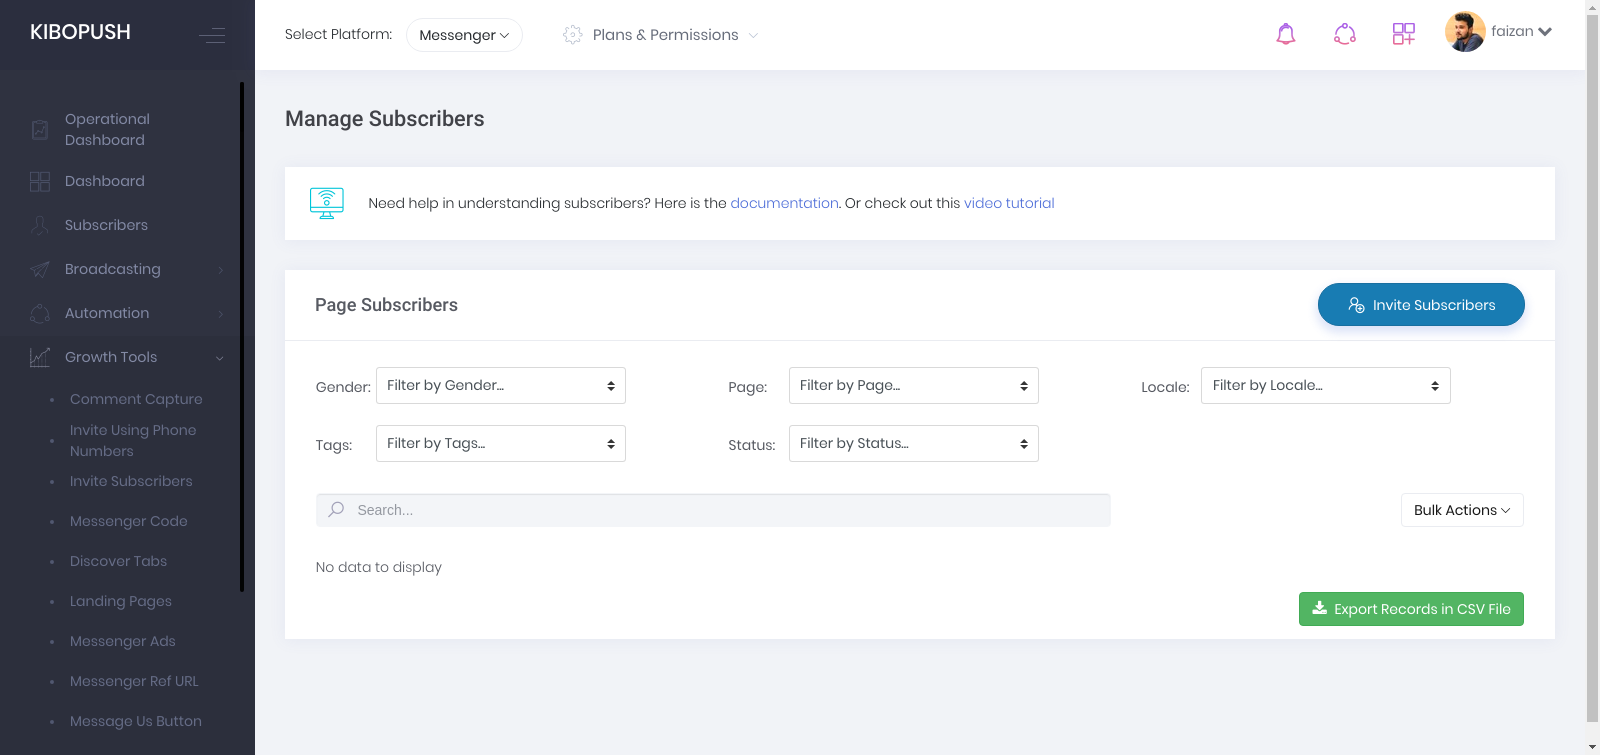 KIBOPUSH
Select Platform: Messenger
Plans & Permissions
faizan
Operational
Dashboard
Dashboard
Subscribers
Broadcasting
Automation
Growth Tools
Comment Capture
Invite Using Phone
Numbers
Invite Subscribers
Messenger Code
Discover Tabs
Landing Pages
Messenger Ads
Messenger Ref URL
Message Us Button
Manage Subscribers
Need help in understanding subscribers? Here is the documentation. Or check out this video tutorial
Page Subscribers
Invite Subscribers
Gender: Filter by Gender...
Page: Filter by Page...
Locale: Filter by Locale...
Tags: Filter by Tags...
Status: Filter by Status...
Search...
Bulk Actions
No data to display
Export Records in CSV File